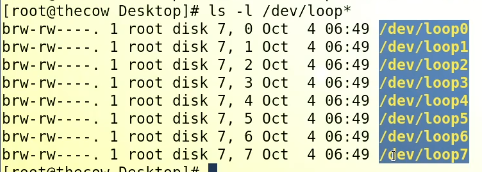 [root@thecow Desktop]# ls -l /dev/loop*
brw-rw----. 1 root disk 7, 0 Oct  4 06:49 /dev/loop0
brw-rw----. 1 root disk 7, 1 Oct  4 06:49 /dev/loop1
brw-rw----. 1 root disk 7, 2 Oct  4 06:49 /dev/loop2
brw-rw----. 1 root disk 7, 3 Oct  4 06:49 /dev/loop3
brw-rw----. 1 root disk 7, 4 Oct  4 06:49 /dev/loop4
brw-rw----. 1 root disk 7, 5 Oct  4 06:49 /dev/loop5
brw-rw----. 1 root disk 7, 6 Oct  4 06:49 /dev/loop6
brw-rw----. 1 root disk 7, 7 Oct  4 06:49 /dev/loop7
[root@thecow Desktop]#